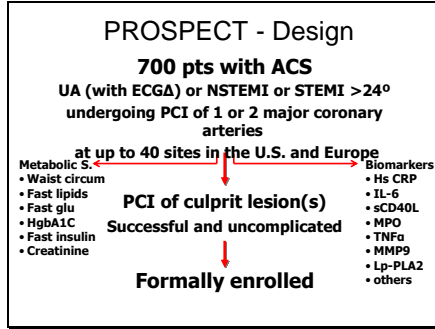 PROSPECT - Design
700 pts with ACS
UA (with ECG∆) or NSTEMI or STEMI >24º
undergoing PCI of 1 or 2 major coronary
arteries
at up to 40 sites in the U.S. and Europe
Metabolic S.
• Waist circum
• Fast lipids
• Fast glu
• HgbA1C
• Fast insulin
• Creatinine
PCI of culprit lesion(s)
Successful and uncomplicated
Formally enrolled
Biomarkers
• Hs CRP
• IL-6
• sCD40L
• MPO
• TNFα
• MMP9
• Lp-PLA2
• others